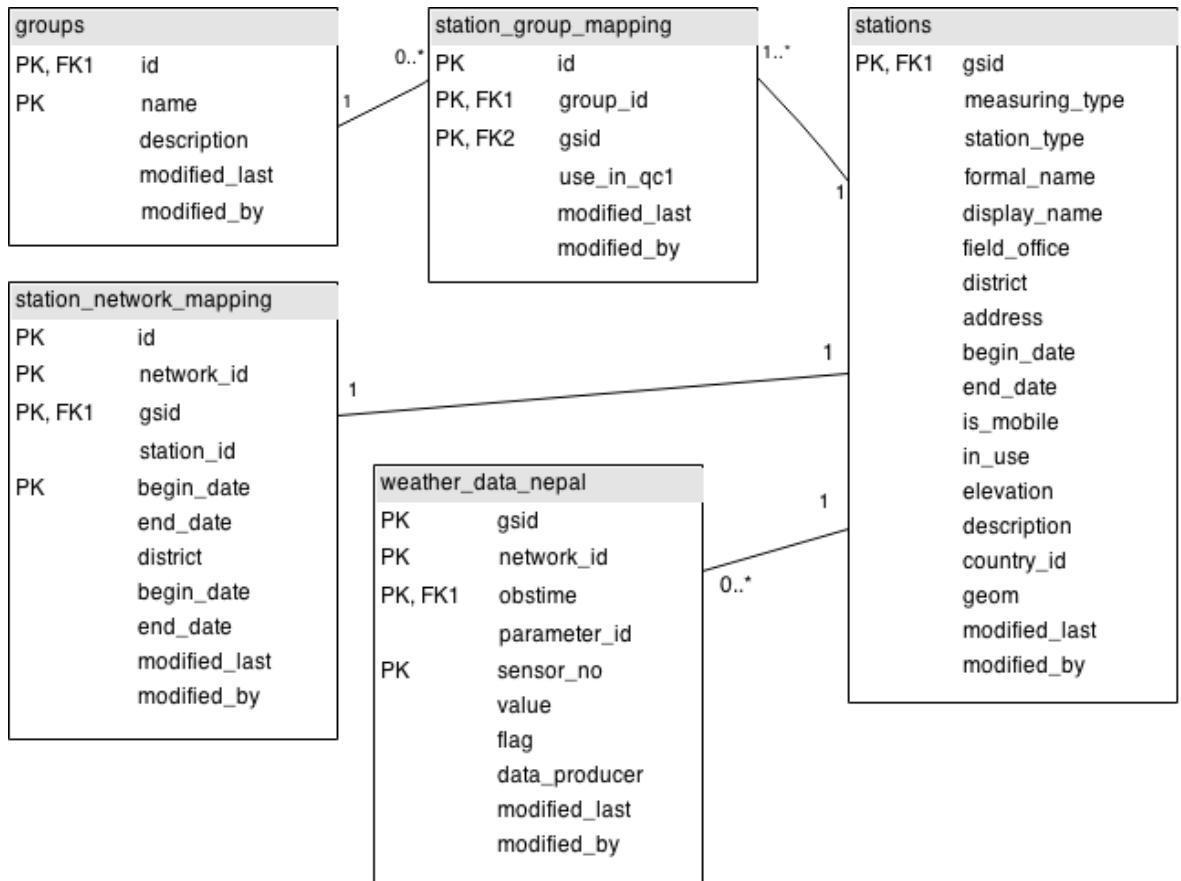 groups
PK, FK1 id
PK name
description
modified_last
modified_by
1
0..*
station_group_mapping
PK id
PK, FK1 group_id
PK, FK2 gsid
use_in_qc1
modified_last
modified_by
1..*
1
stations
PK, FK1 gsid
measuring_type
station_type
formal_name
display_name
field_office
district
address
begin_date
end_date
is_mobile
in_use
elevation
description
country_id
geom
modified_last
modified_by
station_network_mapping
PK id
PK network_id
PK, FK1 gsid
station_id
PK begin_date
end_date
district
begin_date
end_date
modified_last
modified_by
1
1
weather_data_nepal
PK gsid
PK network_id
PK, FK1 obstime
parameter_id
PK sensor_no
value
flag
data_producer
modified_last
modified_by
0..*
1